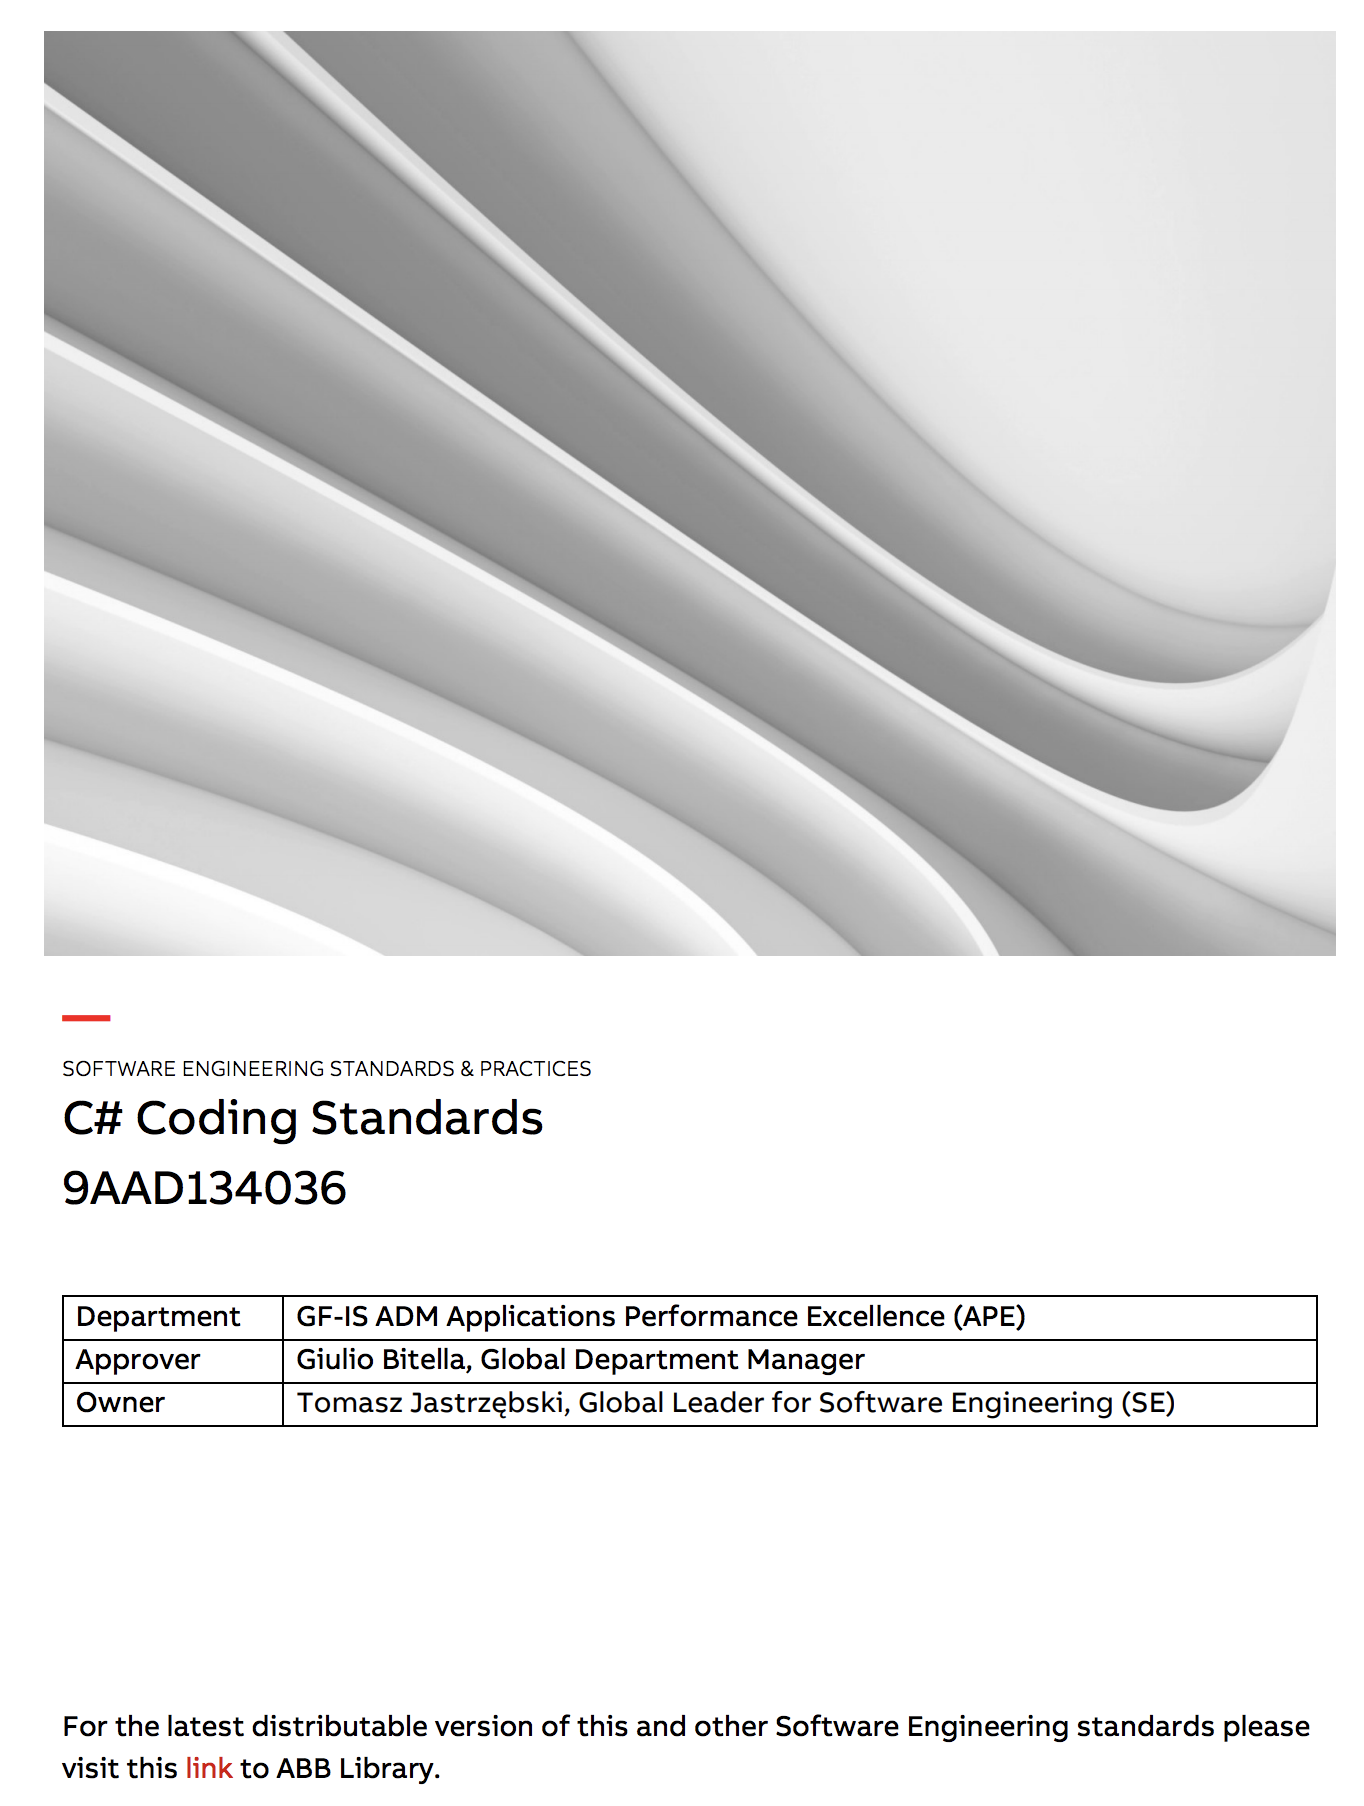 SOFTWARE ENGINEERING STANDARDS & PRACTICES
C# Coding Standards
9AAD134036
Department GF-IS ADM Applications Performance Excellence (APE)
Approver Giulio Bitella, Global Department Manager
Owner Tomasz Jastrzębski, Global Leader for Software Engineering (SE)
For the latest distributable version of this and other Software Engineering standards please
visit this link to ABB Library.